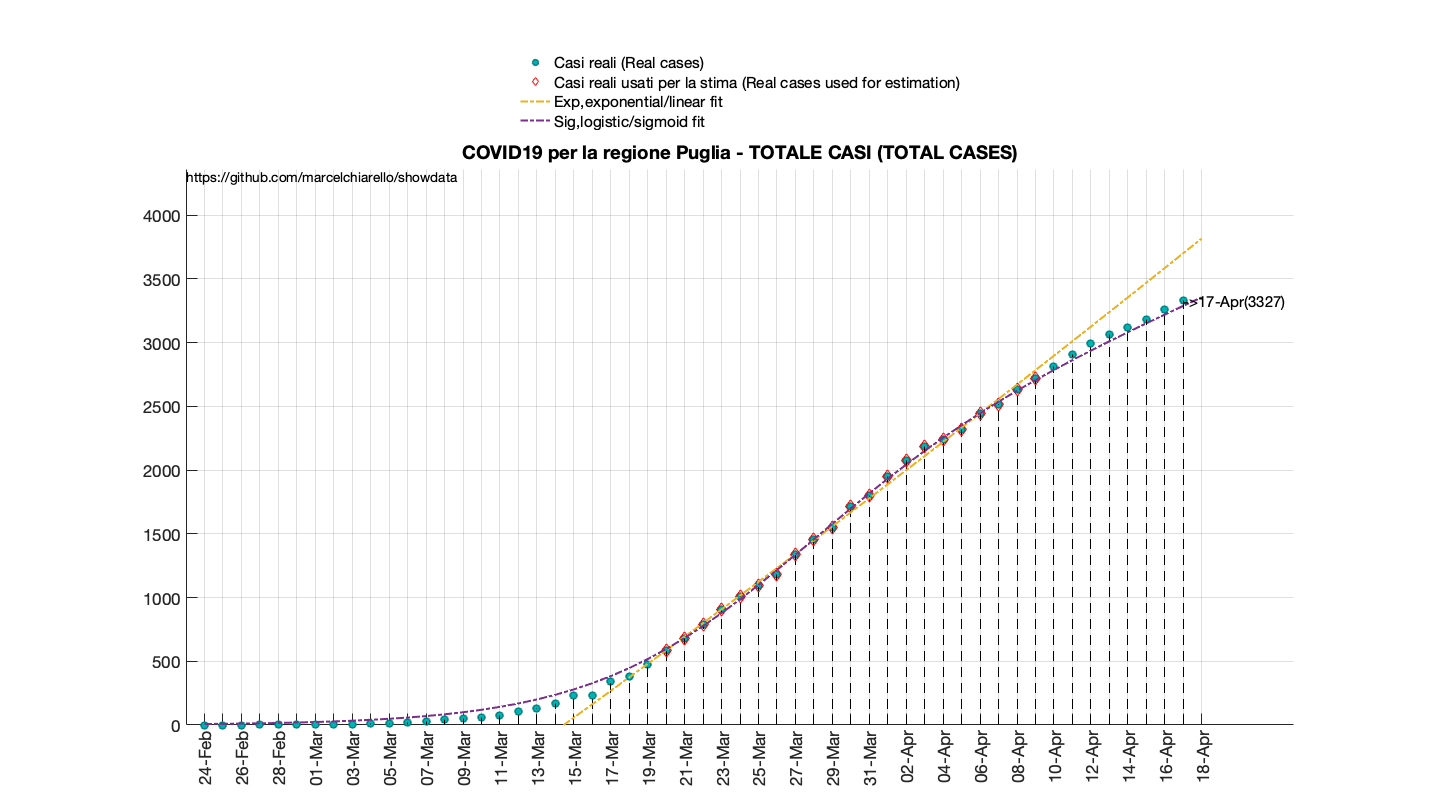 Casi reali (Real cases)
Casi reali usati per la stima (Real cases used for estimation)
Exp,exponential/linear fit
Sig,logistic/sigmoid fit
COVID19 per la regione Puglia - TOTALE CASI (TOTAL CASES)
https://github.com/marcelchiarello/showdata
4000
3500
3000
2500
2000
1500
1000
500
0
->17-Apr(3327)
24-Feb
26-Feb
28-Feb
01-Mar
03-Mar
05-Mar
07-Mar
09-Mar
11-Mar
13-Mar
15-Mar
17-Mar
19-Mar
21-Mar
23-Mar
25-Mar
27-Mar
29-Mar
31-Mar
02-Apr
04-Apr
06-Apr
08-Apr
10-Apr
12-Apr
14-Apr
16-Apr
18-Apr